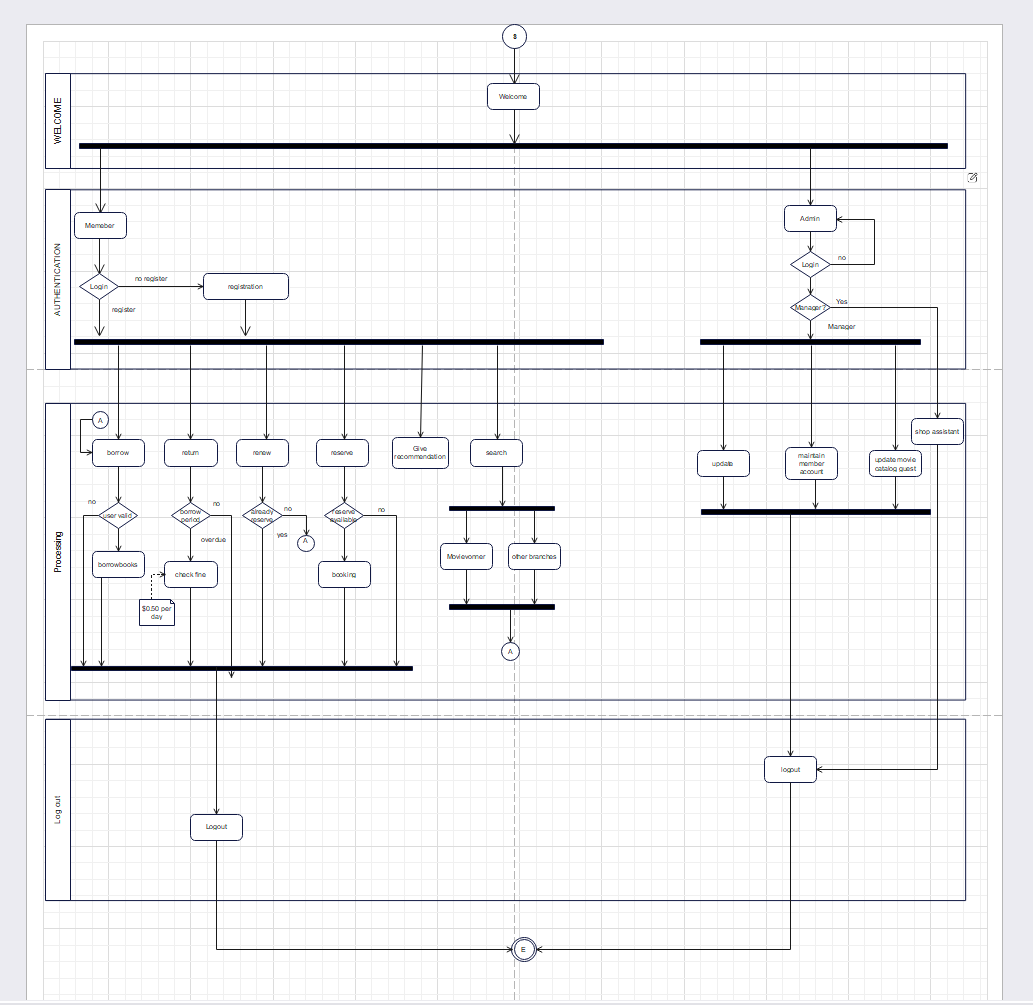 $
WELCOME
Welcome
AUTHENTICATION
Memeber
Admin
Login
no register
registration
register
Login
no
Manager?
Yes
Manager
Processing
A
borrow
return
renew
reserve
Give
recommendation
search
update
maintain
member
account
update movie
catalog guest
shop assistant
no
user valid
borrow
period
no
overdue
already
reserve
no
yes
A
reserve
available
no
borrowbooks
check fine
booking
Movievorner
other branches
$0.50 per
day
A
Log out
logout
Logout
E